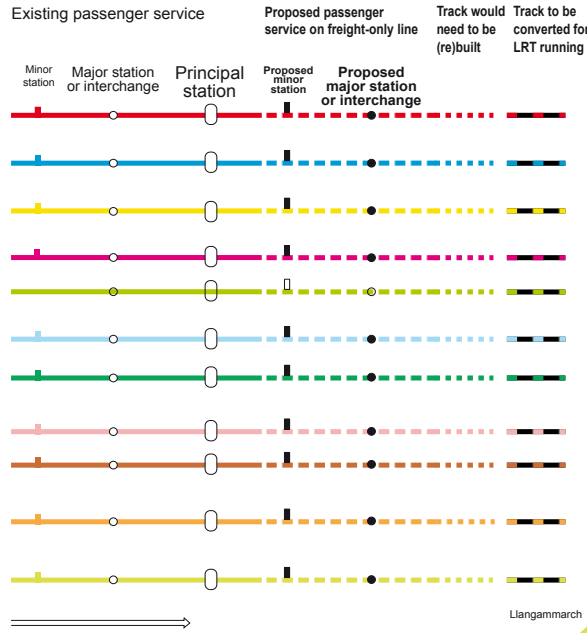 Existing passenger service
Proposed passenger
service on freight-only line
Track would
need to be
(re)built
Track to be
converted for
LRT running
Minor
station
Major station
or interchange
Principal
station
Proposed
minor
station
Proposed
major station
or interchange
Llangammarch